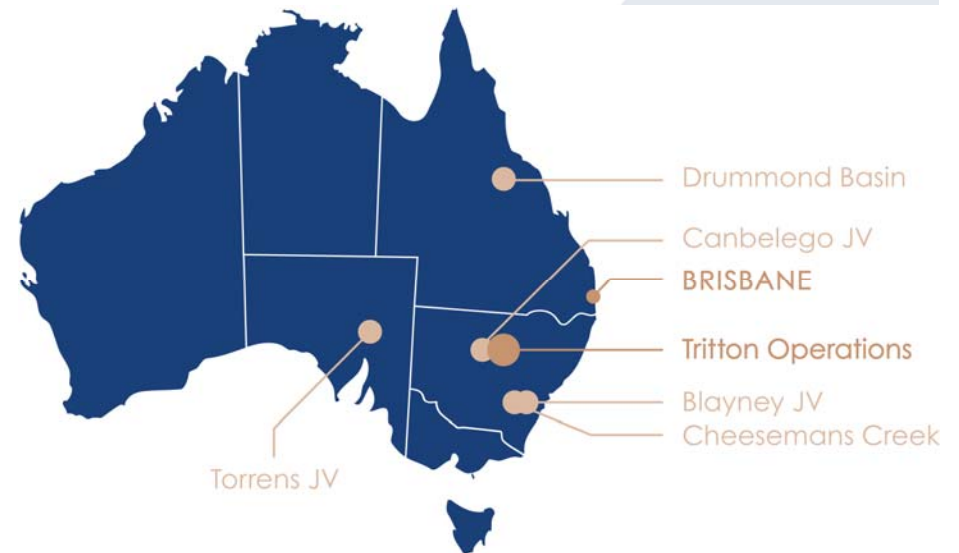 Drummond Basin
Canbelego JV
BRISBANE
Tritton Operations
Blayney JV
Cheesemans Creek
Torrens JV